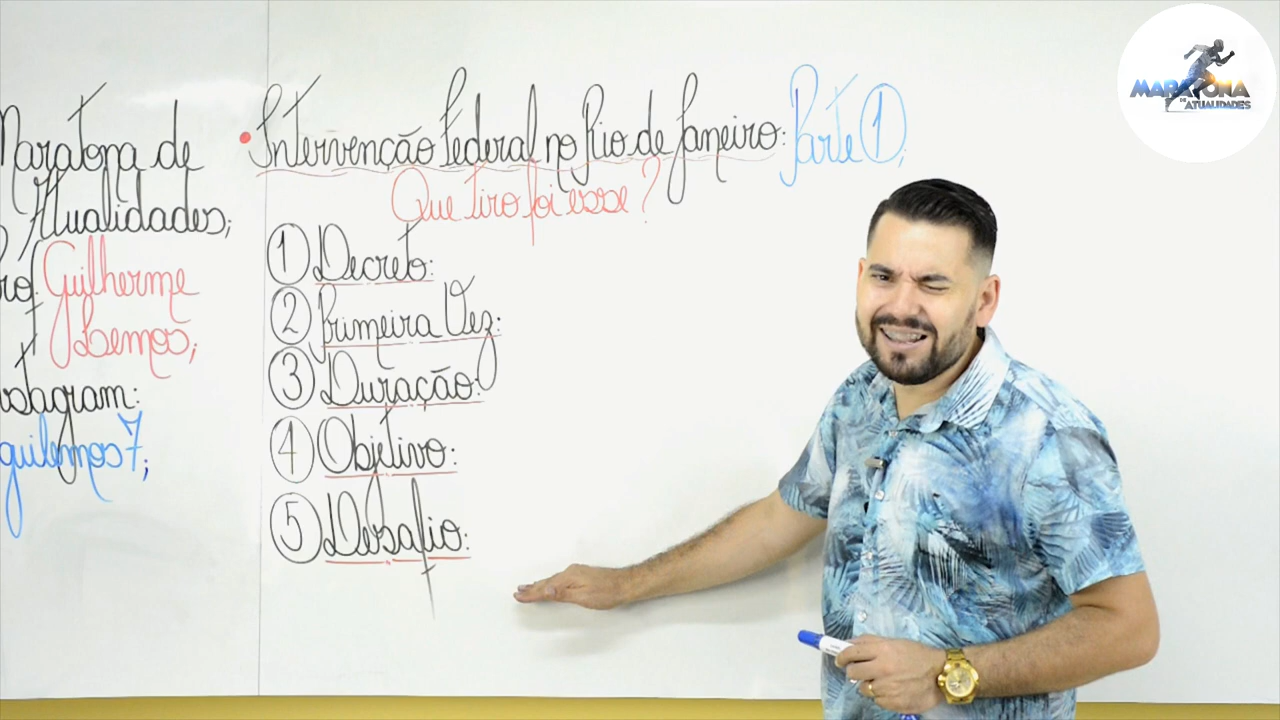 Maratona de
Atualidades;
Prof. Guilherme
Lemos;
Instagram:
guilemos7;
• Intervenção Federal no Rio de Janeiro: Parte 1;
Que tiro foi esse?
1 Decreto:
2 Primeira Vez:
3 Duração:
4 Objetivo:
5 Desafio:
MARATONA
DE ATUALIDADES